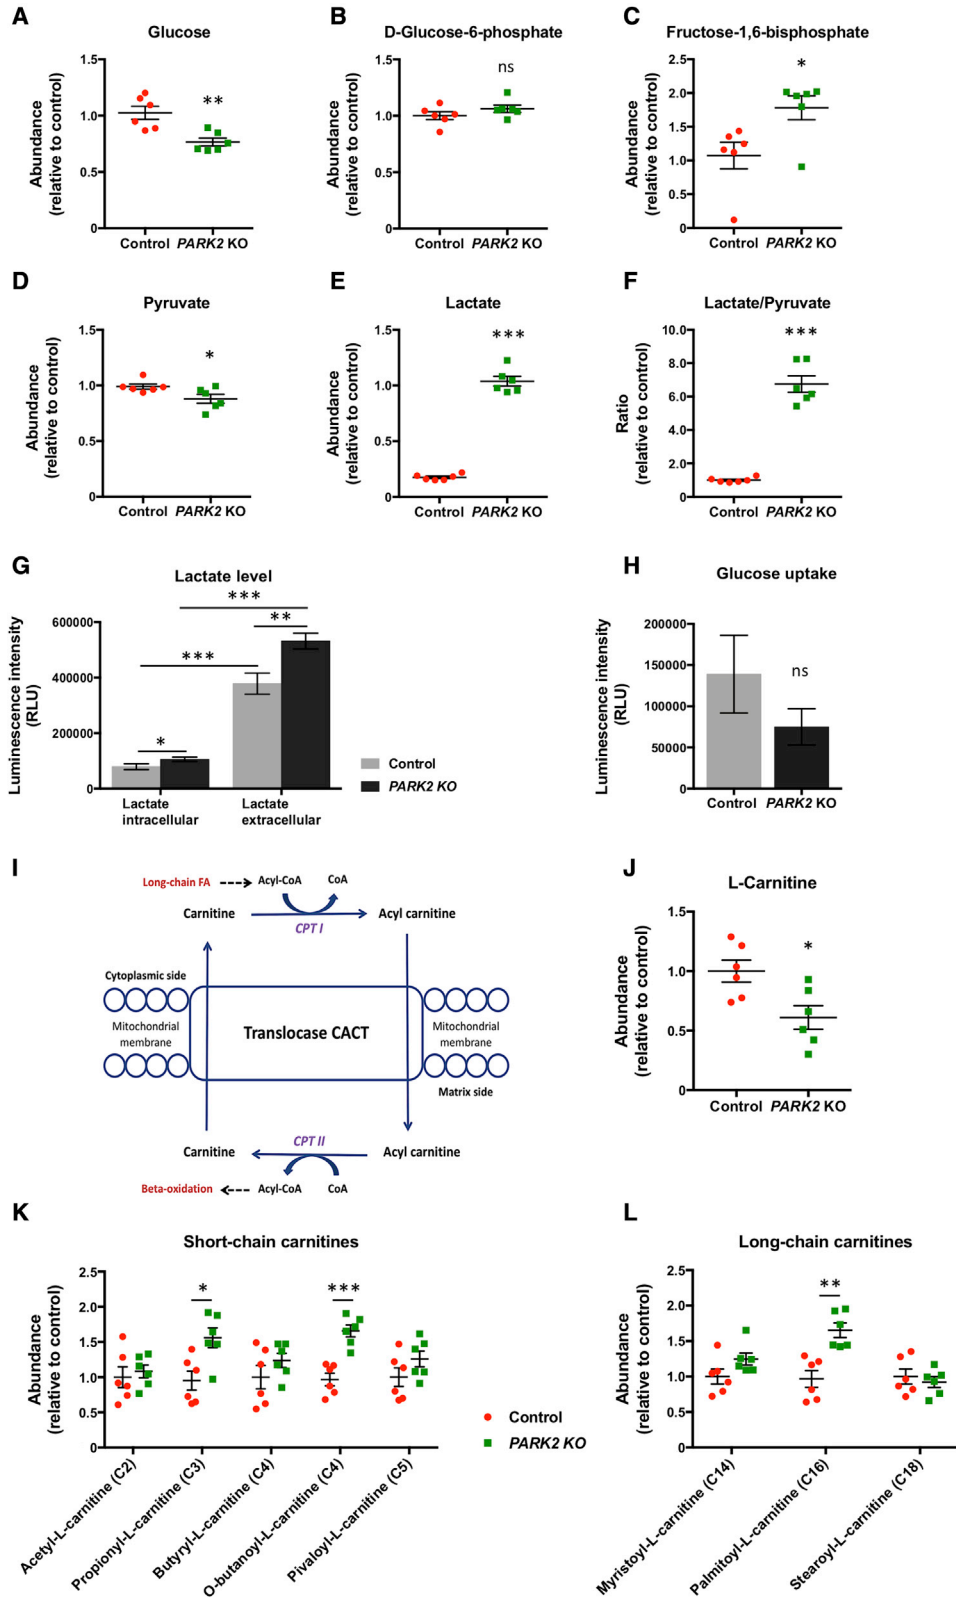 A
Glucose
Abundance
(relative to control)
1.5
1.0
0.5
0
**
Control PARK2 KO
B
D-Glucose-6-phosphate
Abundance
(relative to control)
1.5
1.0
0.5
0
ns
Control PARK2 KO
C
Fructose-1,6-bisphosphate
Abundance
(relative to control)
2.5
2.0
1.5
1.0
0.5
0
*
Control PARK2 KO
D
Pyruvate
Abundance
(relative to control)
1.5
1.0
0.5
0
*
Control PARK2 KO
E
Lactate
Abundance
(relative to control)
1.5
1.0
0.5
0
***
Control PARK2 KO
F
Lactate/Pyruvate
Ratio
(relative to control)
10.0
8.0
6.0
4.0
2.0
0
***
Control PARK2 KO
G
Lactate level
Luminescence intensity
(RLU)
600000
400000
200000
0
***
**
***
*
Lactate
intracellular
Lactate
extracellular
Control
PARK2 KO
H
Glucose uptake
Luminescence intensity
(RLU)
200000
150000
100000
50000
0
ns
Control PARK2 KO
I
Long-chain FA
Acyl-CoA
CoA
Carnitine
Acyl carnitine
CPT I
Cytoplasmic side
Mitochondrial
membrane
Translocase CACT
Mitochondrial
membrane
Matrix side
CPT II
Carnitine
Acyl carnitine
Beta-oxidation
Acyl-CoA
CoA
J
L-Carnitine
Abundance
(relative to control)
1.5
1.0
0.5
0
*
Control PARK2 KO
K
Short-chain carnitines
Abundance
(relative to control)
2.5
2.0
1.5
1.0
0.5
0
*
***
Acetyl-L-carnitine (C2)
Propionyl-L-carnitine (C3)
Butyryl-L-carnitine (C4)
O-butanoyl-L-carnitine (C4)
Pivaloyl-L-carnitine (C5)
Control
PARK2 KO
L
Long-chain carnitines
Abundance
(relative to control)
2.5
2.0
1.5
1.0
0.5
0
**
Myristoyl-L-carnitine (C14)
Palmitoyl-L-carnitine (C16)
Stearoyl-L-carnitine (C18)